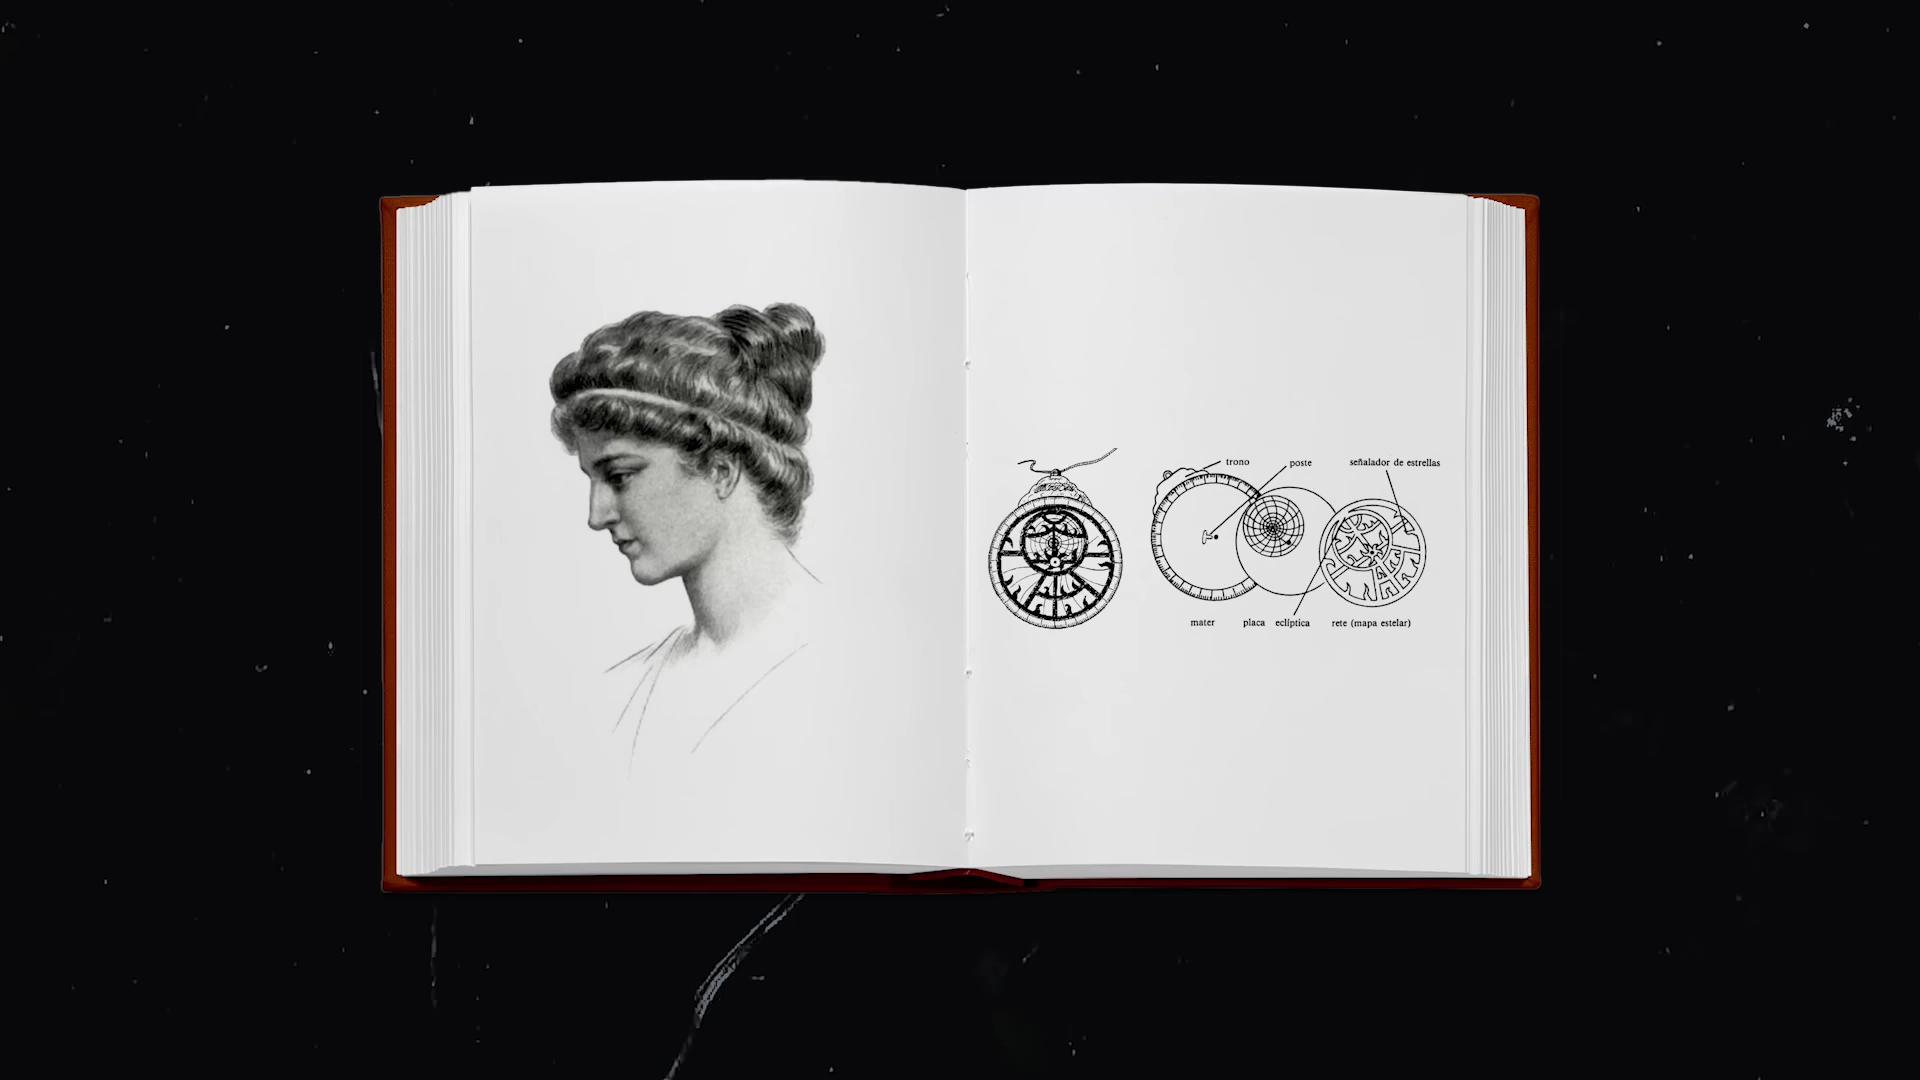 trono
poste
señalador de estrellas
mater
placa
eclíptica
rete (mapa estelar)